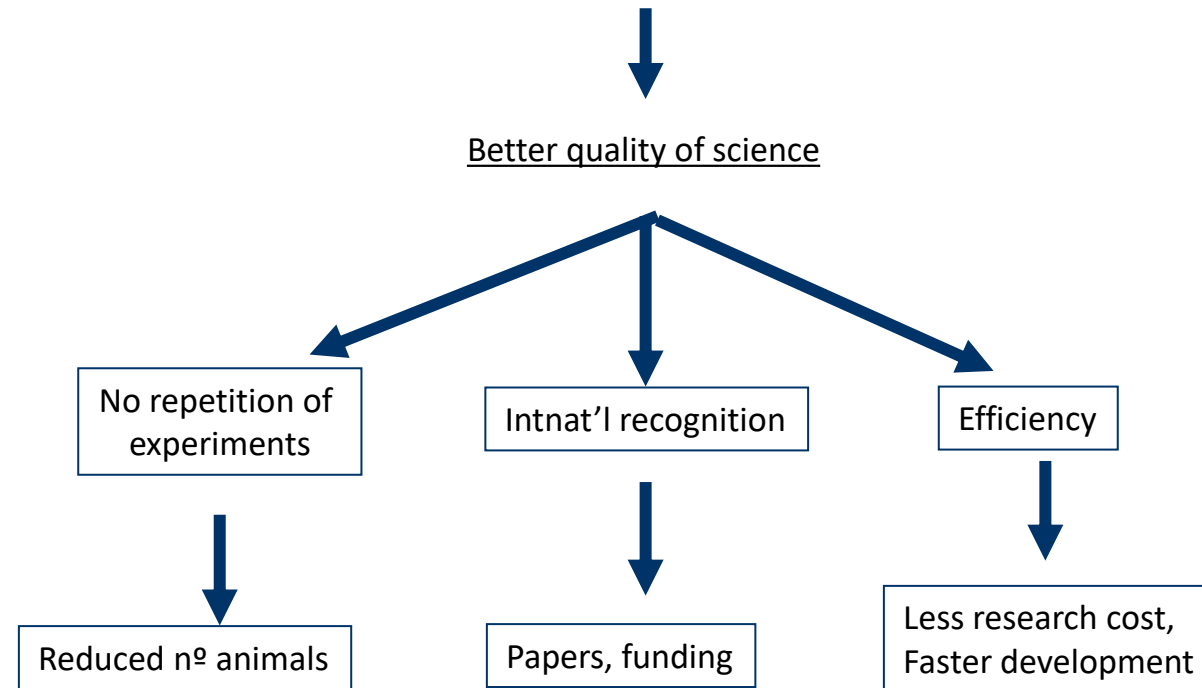 Better quality of science
No repetition of
experiments
Intnat’l recognition
Efficiency
Reduced nº animals
Papers, funding
Less research cost,
Faster development